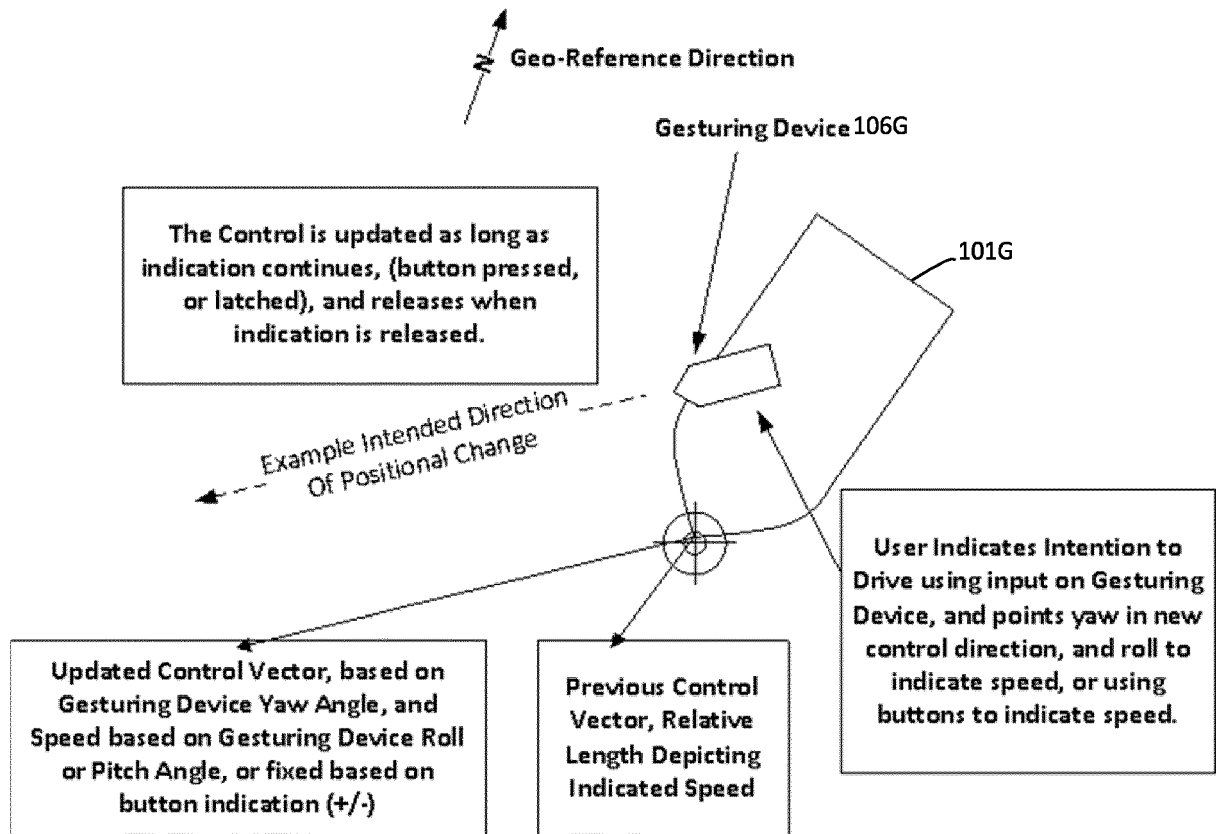 N
Geo-Reference Direction
Gesturing Device 106G
The Control is updated as long as
indication continues, (button pressed,
or latched), and releases when
indication is released.
101G
Example Intended Direction
Of Positional Change
User Indicates Intention to
Drive using input on Gesturing
Device, and points yaw in new
control direction, and roll to
indicate speed, or using
buttons to indicate speed.
Updated Control Vector, based on
Gesturing Device Yaw Angle, and
Speed based on Gesturing Device Roll
or Pitch Angle, or fixed based on
button indication (+/-)
Previous Control
Vector, Relative
Length Depicting
Indicated Speed